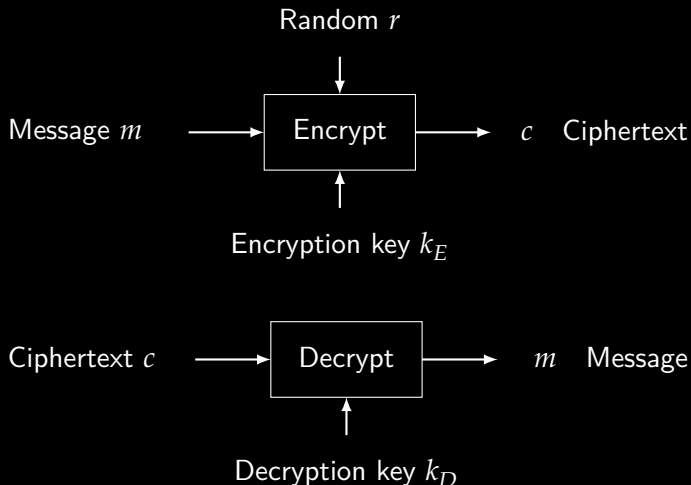 Random r
Message m Encrypt c Ciphertext
Encryption key k_E
Ciphertext c Decrypt m Message
Decryption key k_D